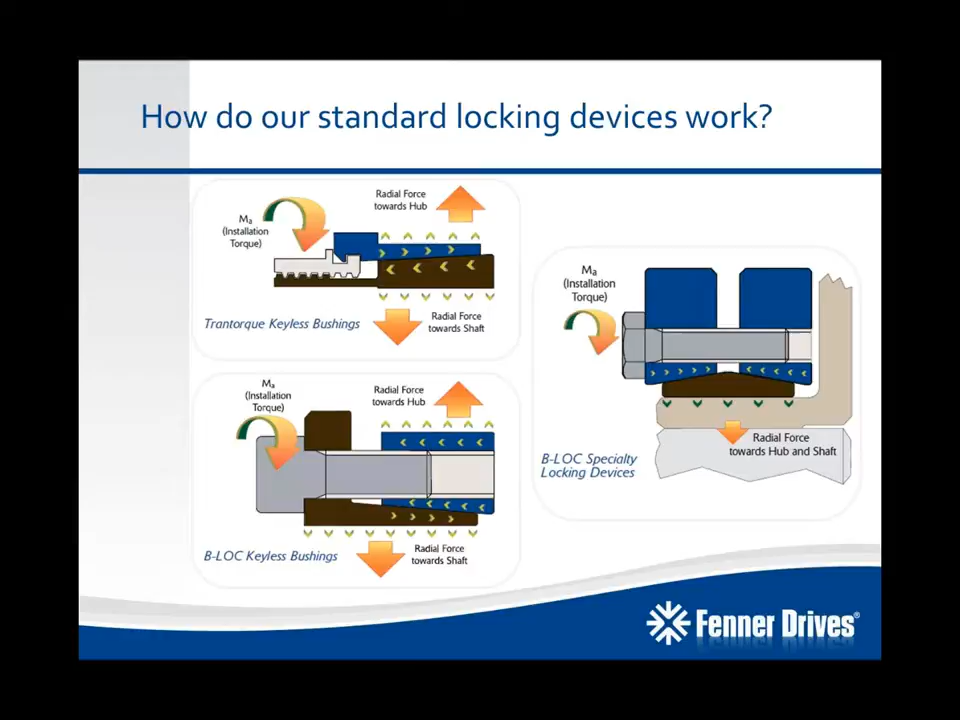 How do our standard locking devices work?
Radial Force
towards Hub
Ma
(Installation
Torque)
Trantorque Keyless Bushings
Radial Force
towards Shaft
Ma
(Installation
Torque)
Radial Force
towards Hub
B-LOC Keyless Bushings
Radial Force
towards Shaft
Ma
(Installation
Torque)
Radial Force
towards Hub and Shaft
B-LOC Specialty
Locking Devices
Fenner Drives®